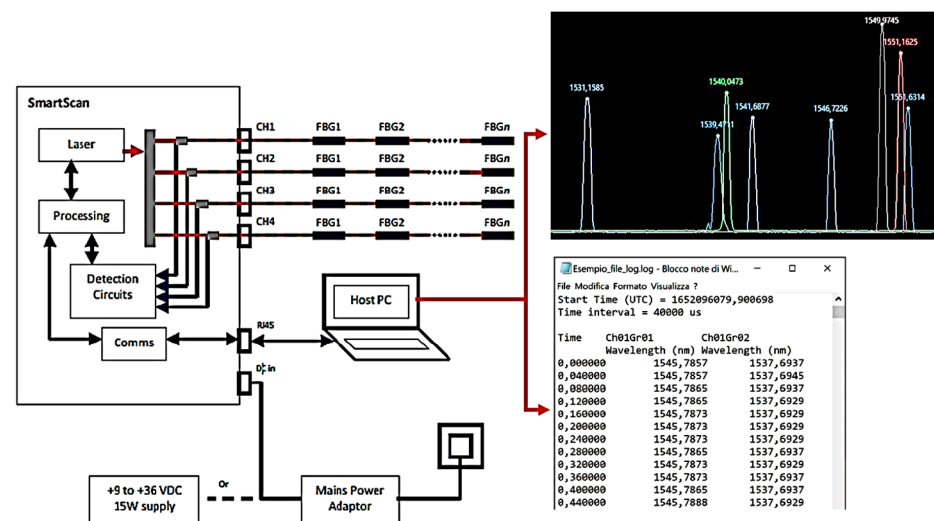 SmartScan
Laser
Processing
Detection
Circuits
Comms
CH1
FBG1
FBG2
FBGn
CH2
FBG1
FBG2
FBGn
CH3
FBG1
FBG2
FBGn
CH4
FBG1
FBG2
FBGn
RJ45
DC in
Host PC
+9 to +36 VDC
15W supply
Or
Mains Power
Adaptor
1531,1585
1539,4711
1540,0473
1541,6877
1546,7226
1549,9745
1551,1625
1551,6314
Esempio_file_log.log - Blocco note di Wi...
File Modifica Formato Visualizza ?
Start Time (UTC) = 1652096079,900698
Time interval = 40000 us
Time Ch01Gr01 Ch01Gr02
Wavelength (nm) Wavelength (nm)
0,000000 1545,7857 1537,6937
0,040000 1545,7857 1537,6945
0,080000 1545,7865 1537,6937
0,120000 1545,7865 1537,6929
0,160000 1545,7873 1537,6929
0,200000 1545,7873 1537,6929
0,240000 1545,7873 1537,6929
0,280000 1545,7865 1537,6937
0,320000 1545,7873 1537,6929
0,360000 1545,7873 1537,6937
0,400000 1545,7865 1537,6937
0,440000 1545,7888 1537,6929